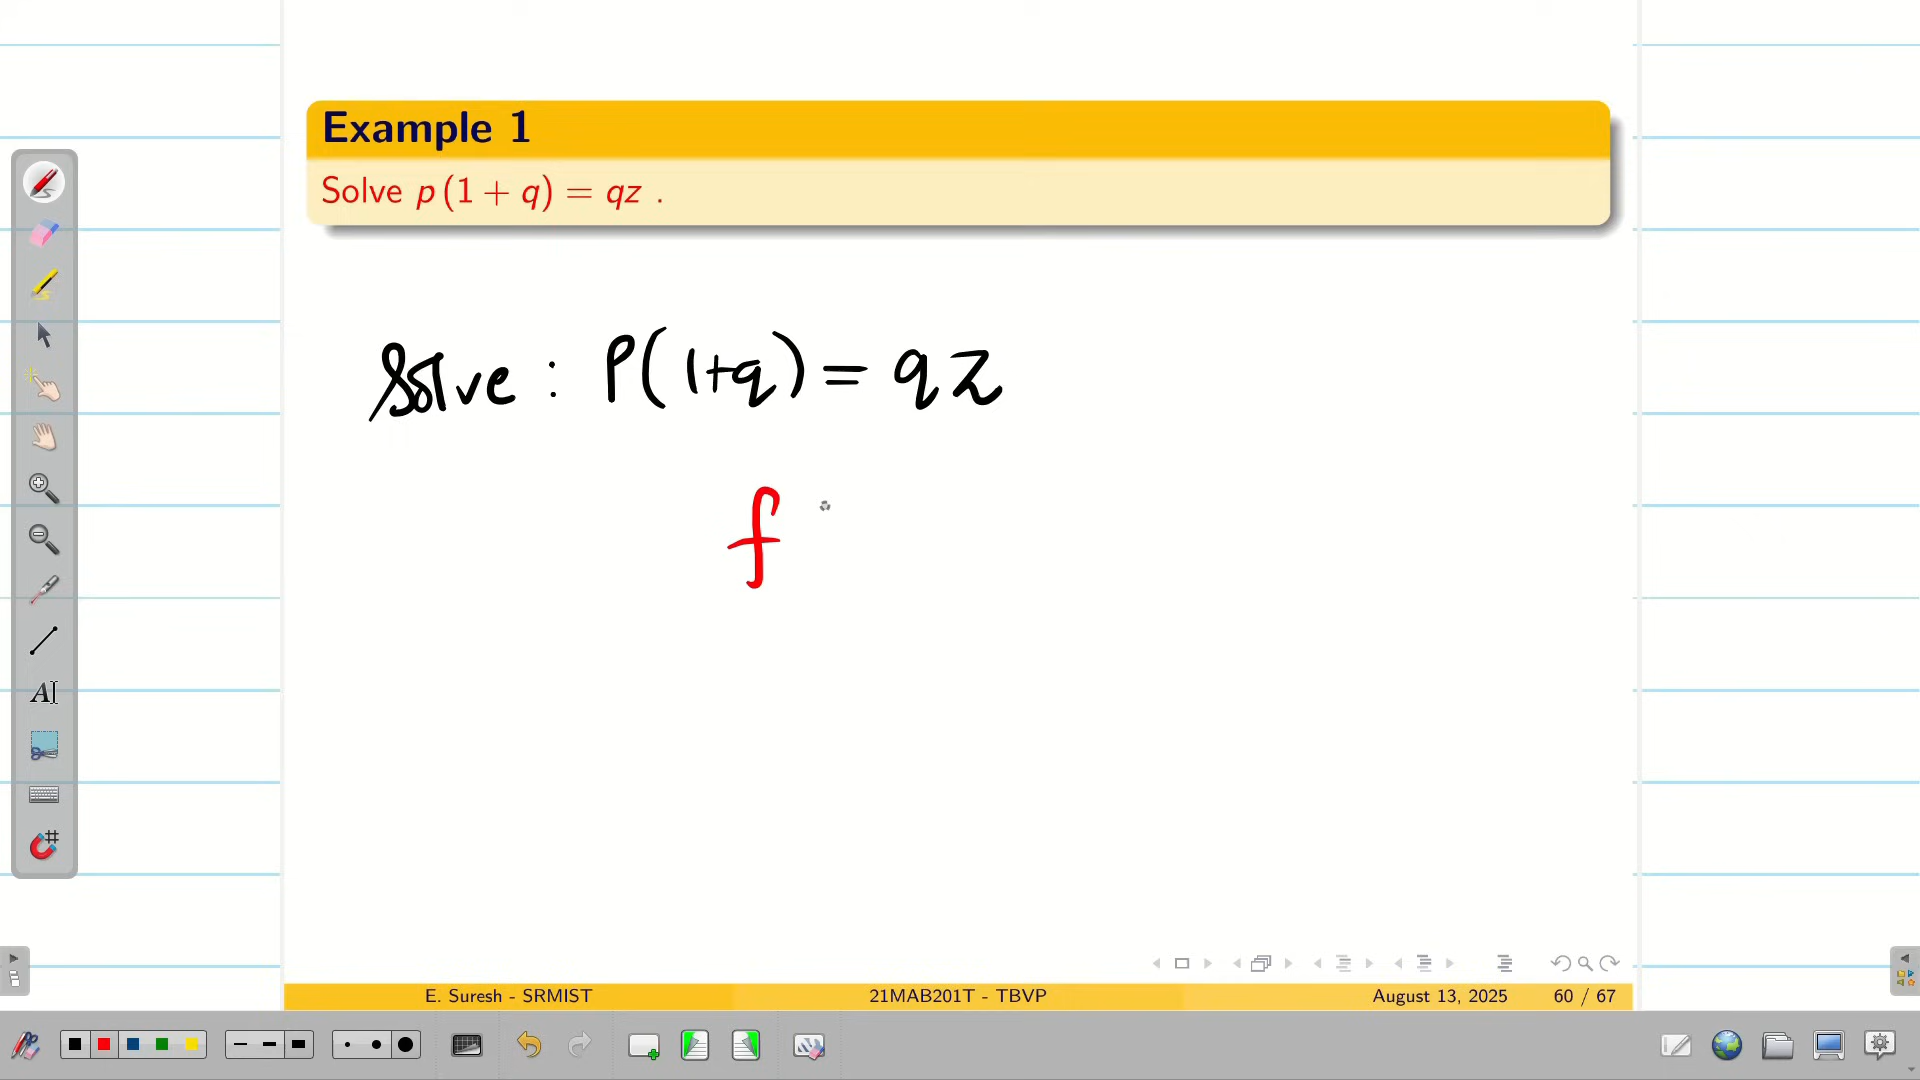 Example 1
Solve p (1 + q) = qz .
Solve : P(1+q) = qz
f
E. Suresh - SRMIST 21MAB201T - TBVP August 13, 2025 60 / 67